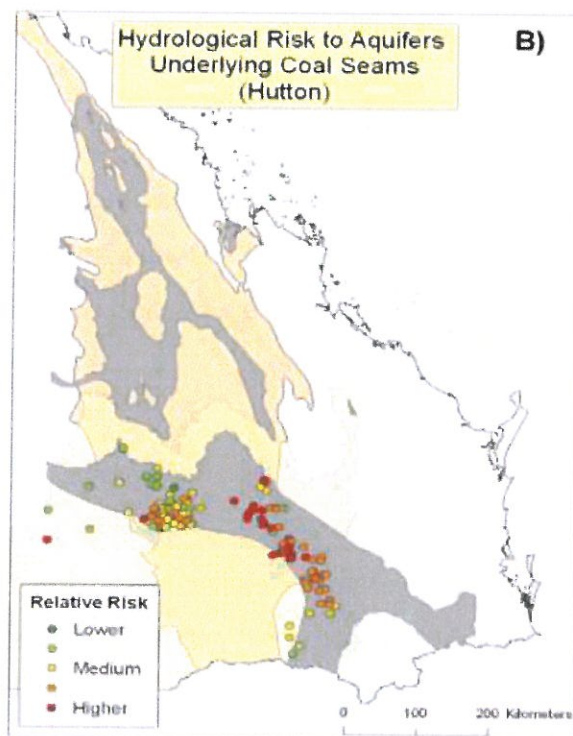 Hydrological Risk to Aquifers
Underlying Coal Seams
(Hutton)
B)
Relative Risk
Lower
Medium
Higher
0 100 200 Kilometers